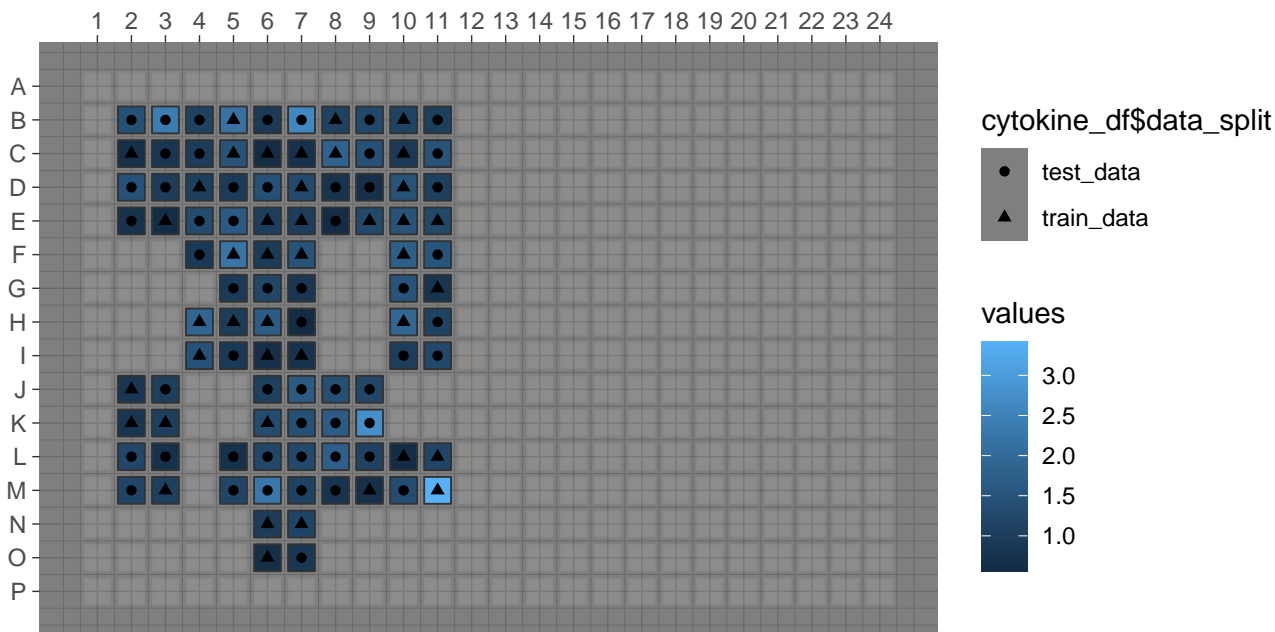 1 2 3 4 5 6 7 8 9 10 11 12 13 14 15 16 17 18 19 20 21 22 23 24
A
B
C
D
E
F
G
H
I
J
K
L
M
N
O
P
cytokine_df$data_split
test_data
train_data
values
3.0
2.5
2.0
1.5
1.0